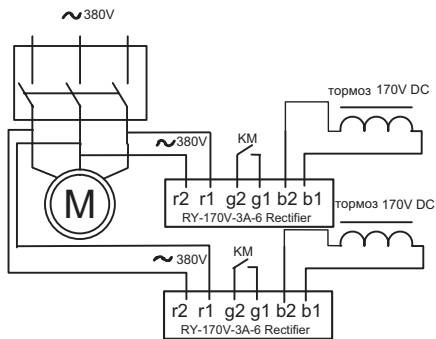 ~380V
тормоз 170V DC
~380V
KM
r2 r1 g2 g1 b2 b1
RY-170V-3A-6 Rectifier
M
тормоз 170V DC
~380V
KM
r2 r1 g2 g1 b2 b1
RY-170V-3A-6 Rectifier